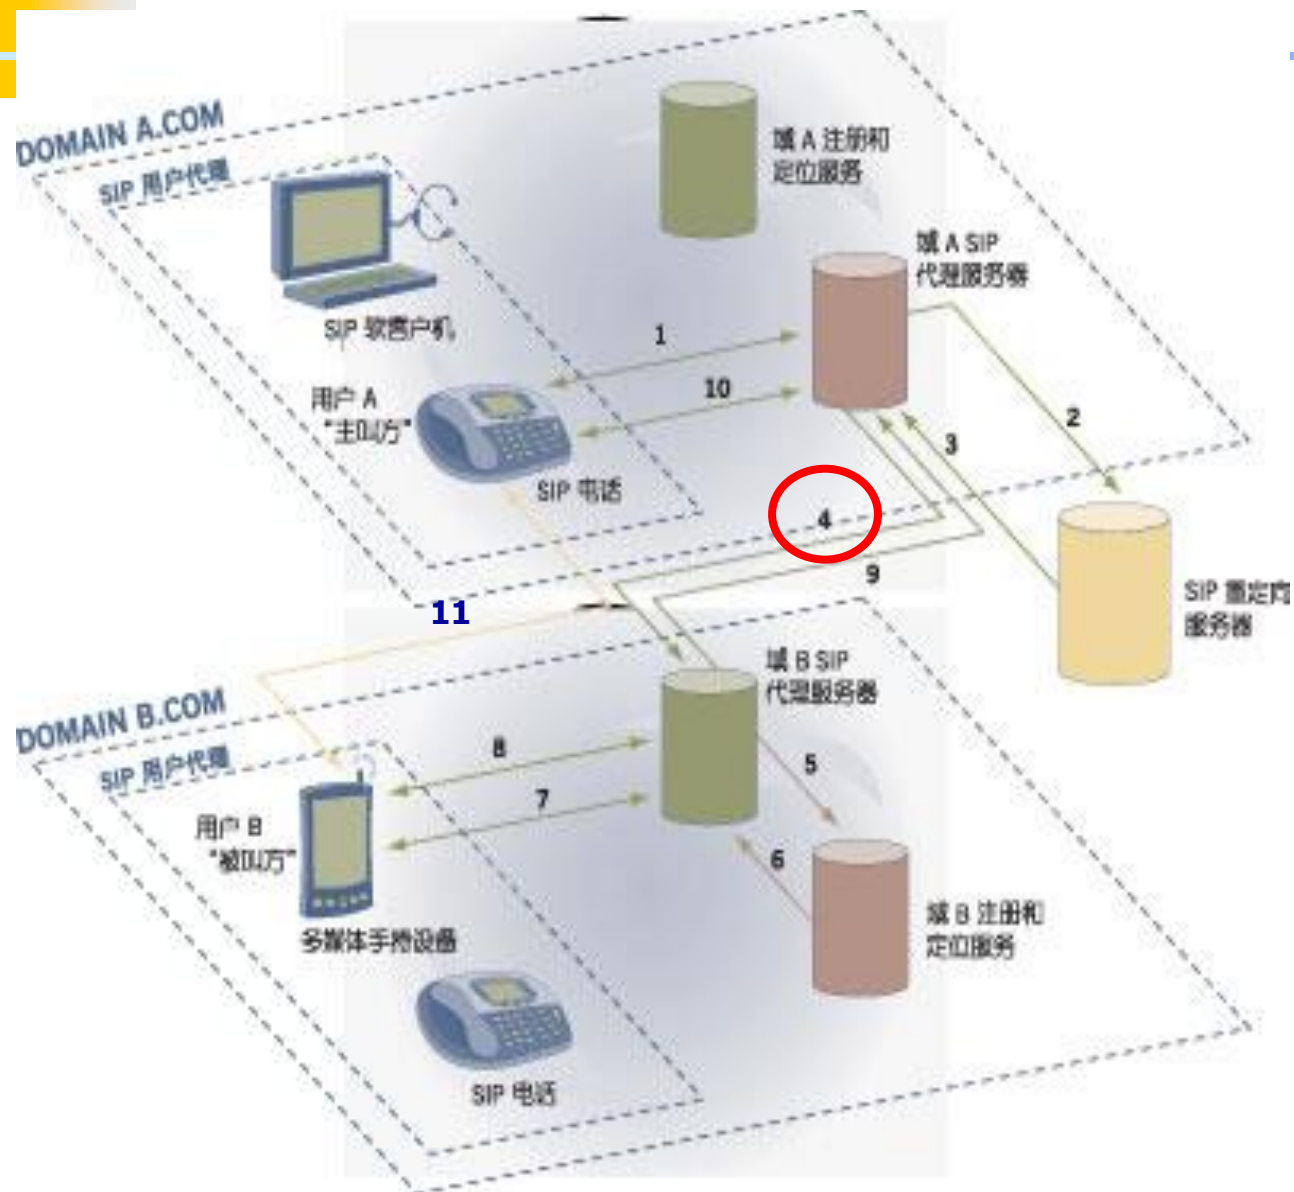 DOMAIN A.COM
SIP 用户代理
域 A 注册和
定位服务
域 A SIP
代理服务器
SIP 软客户机
1
用户 A
“主叫方”
10
2
3
SIP 电话
4
9
SIP 重定向
服务器
11
DOMAIN B.COM
SIP 用户代理
域 B SIP
代理服务器
8
5
7
用户 B
“被叫方”
6
多媒体手持设备
域 B 注册和
定位服务
SIP 电话